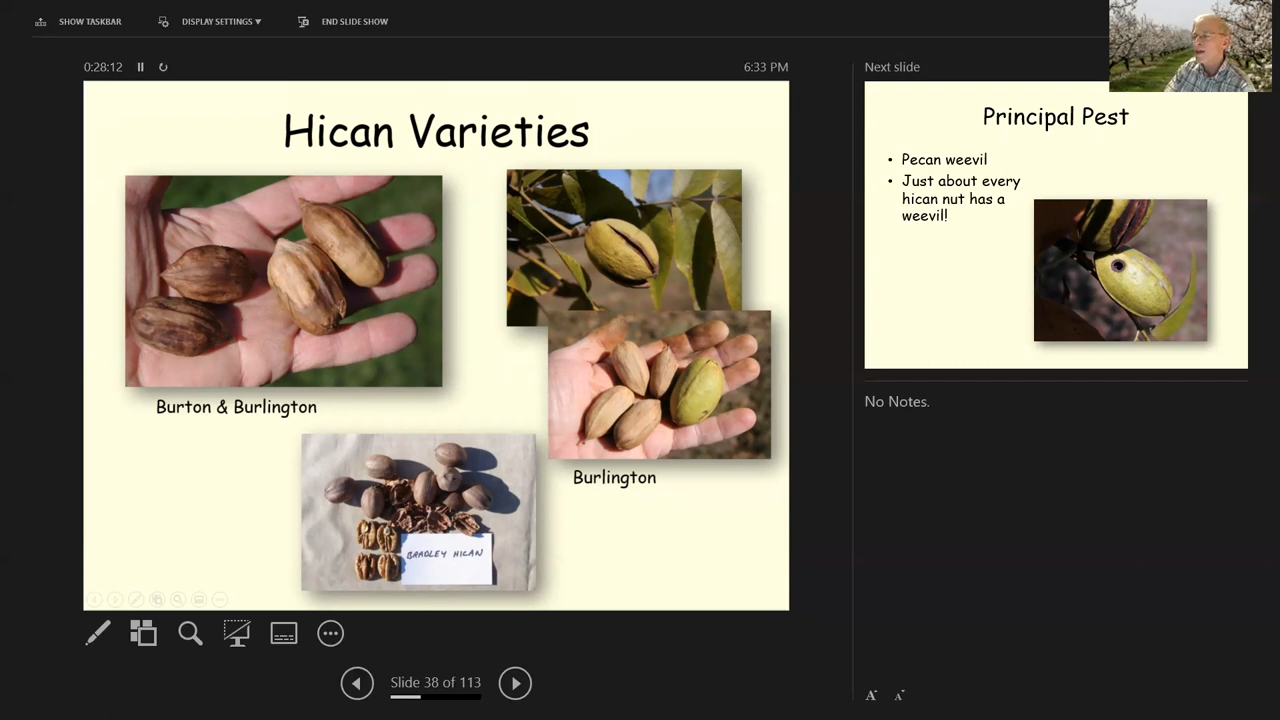 SHOW TASKBAR
DISPLAY SETTINGS ▼
END SLIDE SHOW
0:28:12
6:33 PM
Hican Varieties
Burton & Burlington
Burlington
BRADLEY HICAN
Slide 38 of 113
Next slide
Principal Pest
• Pecan weevil
• Just about every
hican nut has a
weevil!
No Notes.
A A